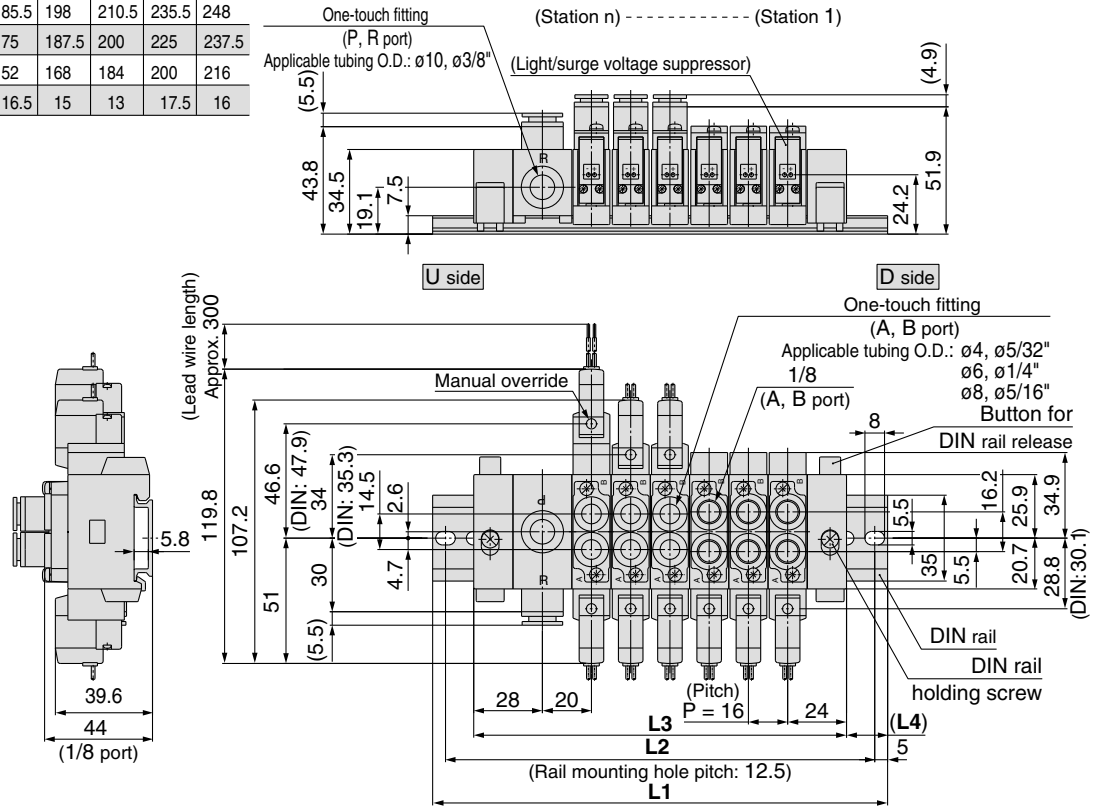 85.5 198 210.5 235.5 248
75 187.5 200 225 237.5
52 168 184 200 216
16.5 15 13 17.5 16
One-touch fitting
(P, R port)
Applicable tubing O.D.: ø10, ø3/8"
(Station n) (Station 1)
(Light/surge voltage suppressor)
(5.5)
43.8
34.5
19.1
7.5
R
(4.9)
51.9
24.2
U side
D side
(Lead wire length)
Approx. 300
One-touch fitting
(A, B port)
Applicable tubing O.D.: ø4, ø5/32"
ø6, ø1/4"
ø8, ø5/16"
1/8
(A, B port)
Manual override
Button for
DIN rail release
8
119.8
107.2
46.6
(DIN: 47.9)
34
(DIN: 35.3)
14.5
2.6
4.7
30
51
(5.5)
P
R
B B B B B B
A A A A A A
5.5
16.2
25.9
34.9
35
5.5
20.7
28.8
(DIN:30.1)
5.8
39.6
44
(1/8 port)
DIN rail
DIN rail
holding screw
28
20
(Pitch)
P = 16
24
L3
(L4)
L2
5
(Rail mounting hole pitch: 12.5)
L1